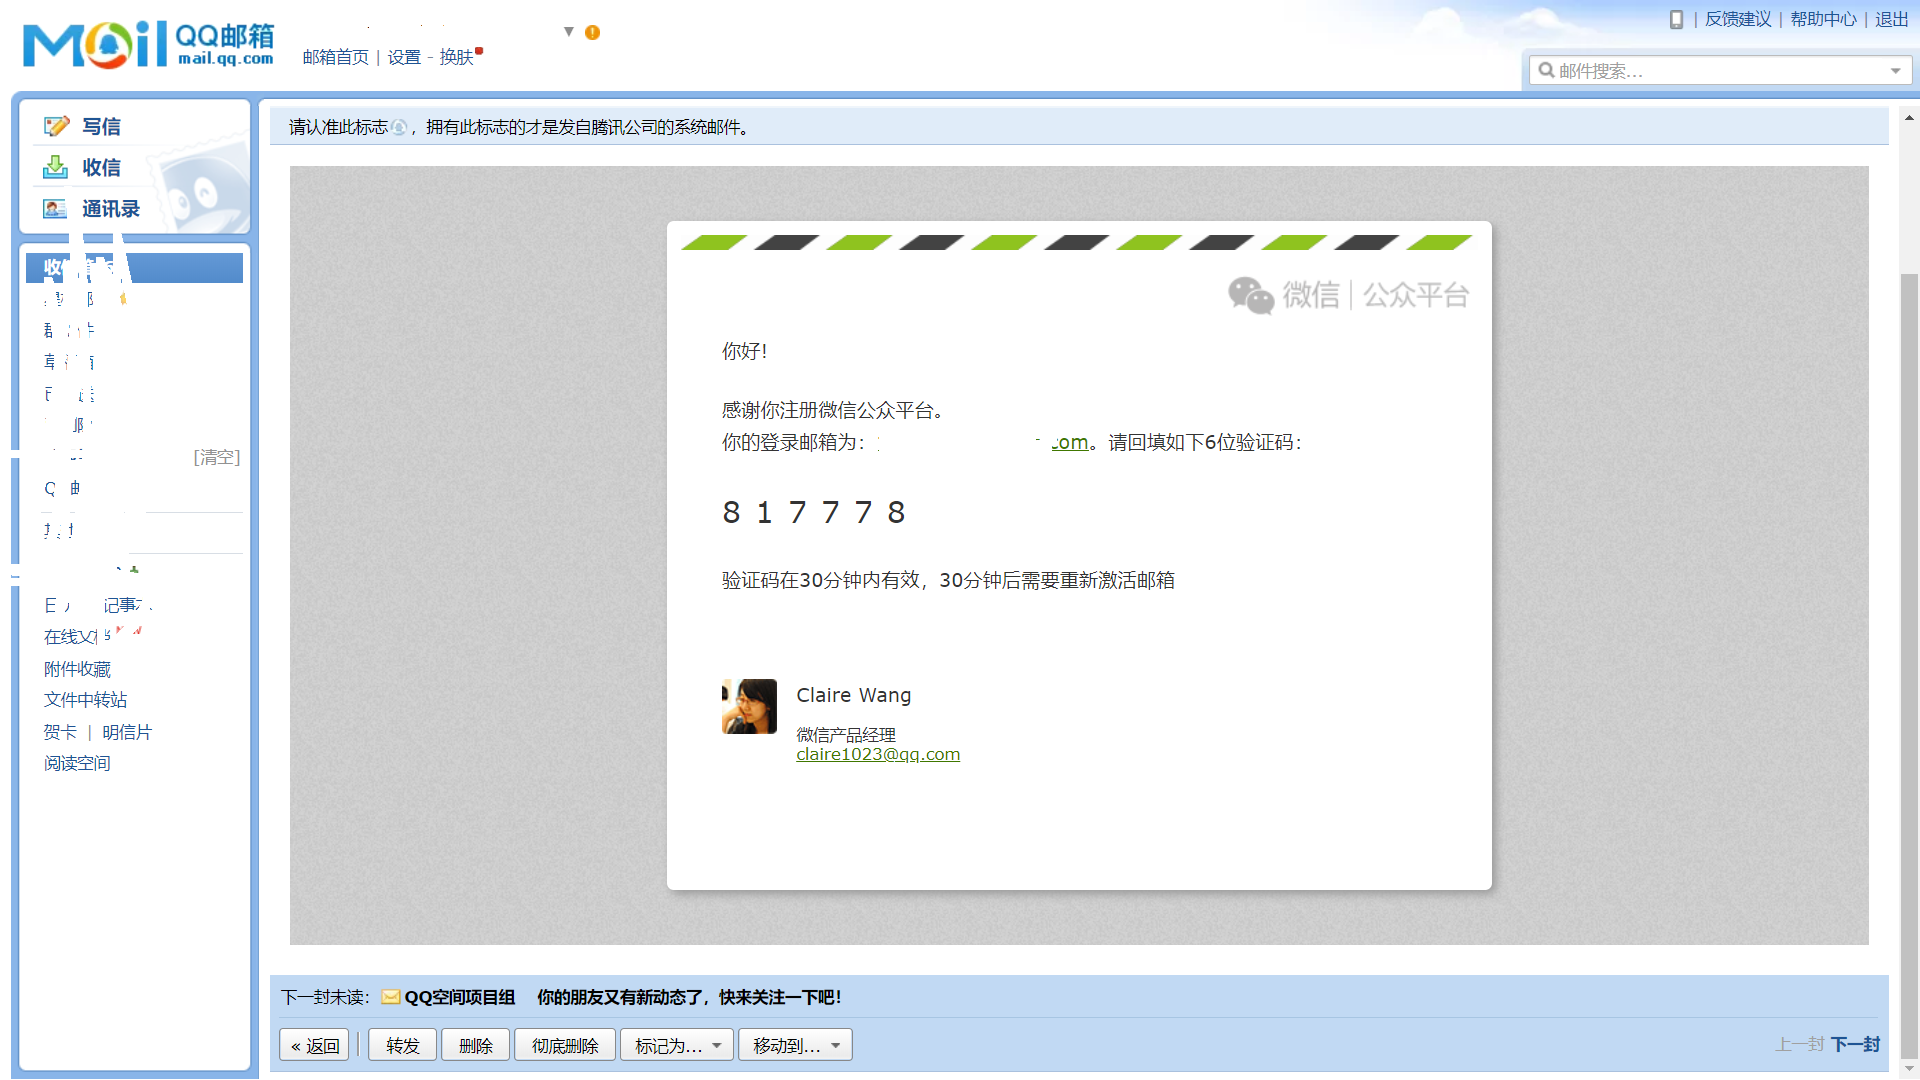 Mail QQ邮箱
mail.qq.com
邮箱首页 | 设置 - 换肤
| 反馈建议 | 帮助中心 | 退出
邮件搜索...
写信
收信
通讯录
[清空]
在线
附件收藏
文件中转站
贺卡 | 明信片
阅读空间
请认准此标志，拥有此标志的才是发自腾讯公司的系统邮件。
微信 | 公众平台
你好！
感谢你注册微信公众平台。
你的登录邮箱为： com。请回填如下6位验证码：
8 1 7 7 7 8
验证码在30分钟内有效，30分钟后需要重新激活邮箱
Claire Wang
微信产品经理
claire1023@qq.com
下一封未读： QQ空间项目组 你的朋友又有新动态了，快来关注一下吧！
« 返回 转发 删除 彻底删除 标记为... 移动到...
上一封 下一封